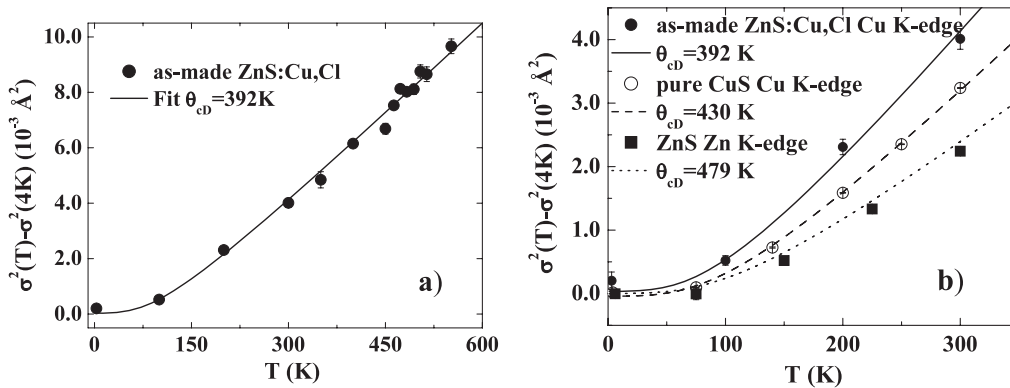 10.0
8.0
6.0
4.0
2.0
0.0
σ²(T)-σ²(4K) (10⁻³ Å²)
as-made ZnS:Cu,Cl
Fit θcD=392K
a)
0 150 300 450 600
T (K)
4.0
3.0
2.0
1.0
0.0
σ²(T)-σ²(4K) (10⁻³ Å²)
as-made ZnS:Cu,Cl Cu K-edge
θcD=392 K
pure CuS Cu K-edge
θcD=430 K
ZnS Zn K-edge
θcD=479 K
b)
0 100 200 300
T (K)